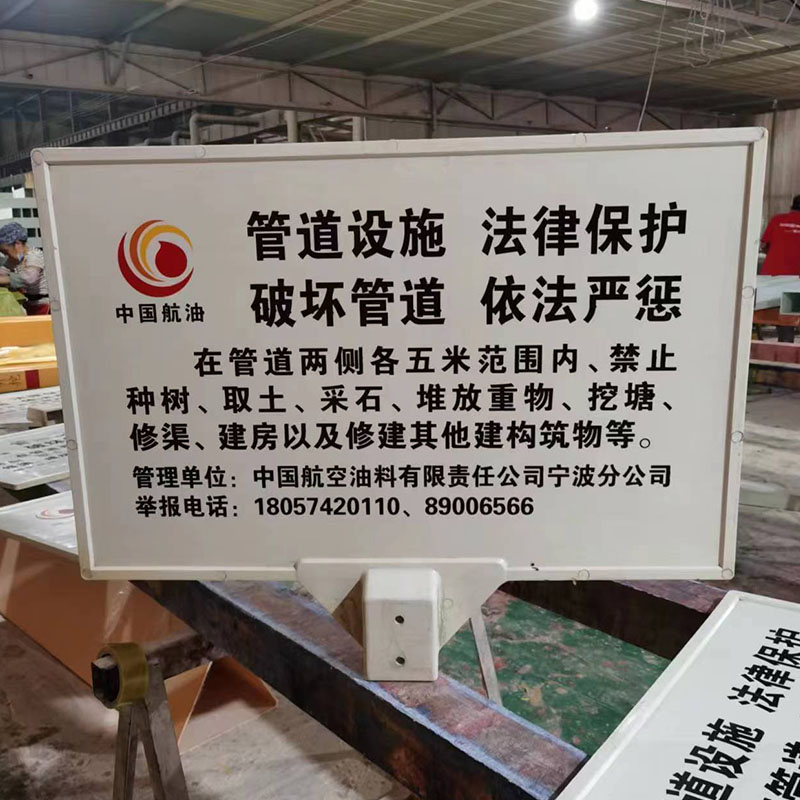 中国航油
管道设施 法律保护
破坏管道 依法严惩
在管道两侧各五米范围内、禁止
种树、取土、采石、堆放重物、挖塘、
修渠、建房以及修建其他建构筑物等。
管理单位：中国航空油料有限责任公司宁波分公司
举报电话：18057420110、89006566
道设施 法律保护